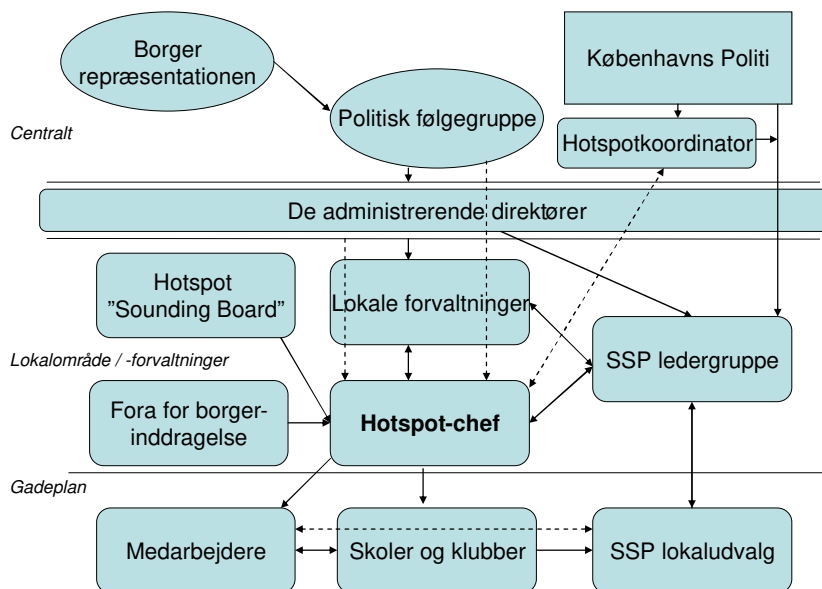 Borger
repræsentationen
Københavns Politi
Politisk følgegruppe
Centralt
Hotspotkoordinator
De administrerende direktører
Hotspot
”Sounding Board”
Lokale forvaltninger
Lokalområde / -forvaltninger
SSP ledergruppe
Fora for borger-
inddragelse
Hotspot-chef
Gadeplan
Medarbejdere
Skoler og klubber
SSP lokaludvalg